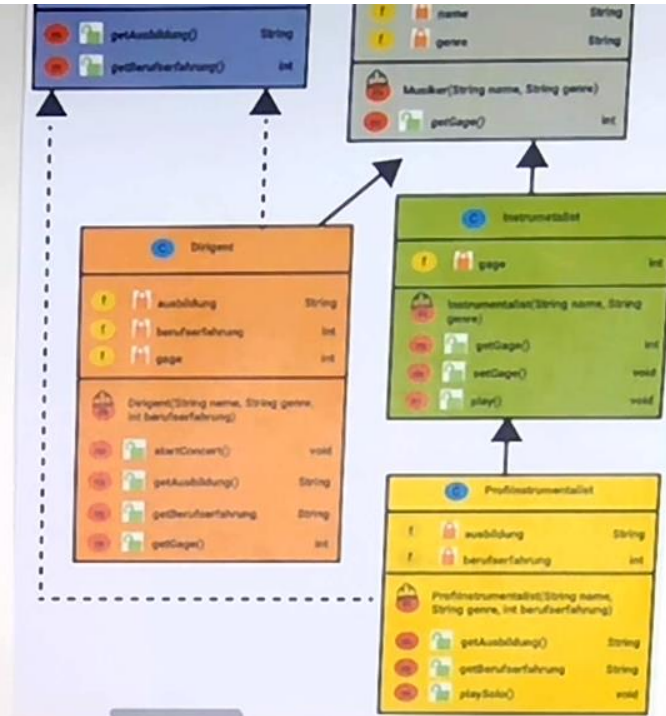 m getAusbildung() String
m getBerufserfahrung() int
f name String
f genre String
m Musiker(String name, String genre)
m getGage() int
C Dirigent
f ausbildung String
f berufserfahrung int
f gage int
m Dirigent(String name, String genre,
int berufserfahrung)
m startConcert() void
m getAusbildung() String
m getBerufserfahrung String
m getGage() int
C Instrumetalist
f gage int
m Instrumentalist(String name, String
genre)
m getGage() int
m setGage() void
m play() void
C Profiinstrumentalist
f ausbildung String
f berufserfahrung int
m Profiinstrumentalist(String name,
String genre, int berufserfahrung)
m getAusbildung() String
m getBerufserfahrung String
m playSolo() void